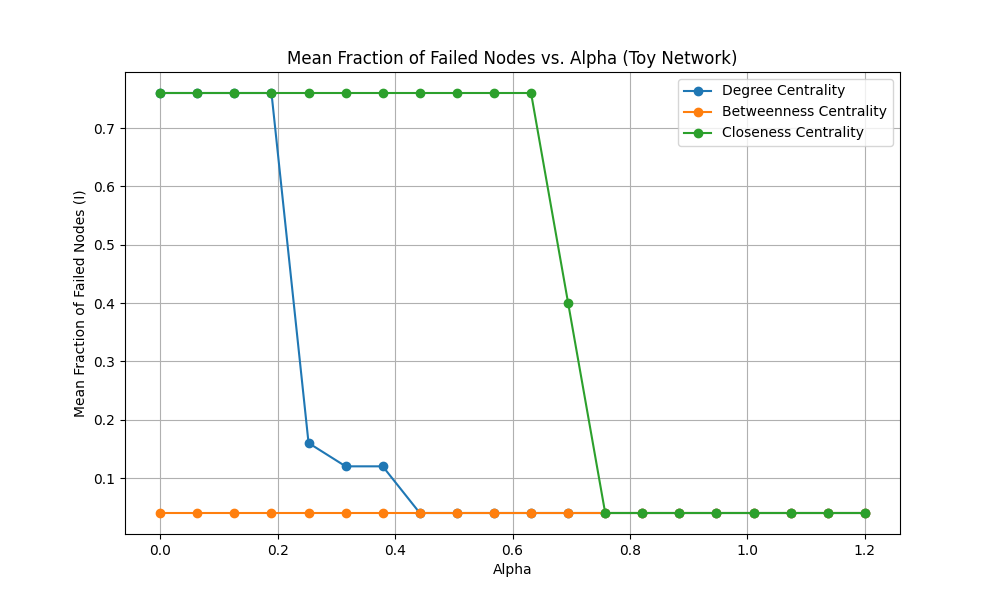 Mean Fraction of Failed Nodes vs. Alpha (Toy Network)
Degree Centrality
Betweenness Centrality
Closeness Centrality
Mean Fraction of Failed Nodes (I)
0.7
0.6
0.5
0.4
0.3
0.2
0.1
0.0 0.2 0.4 0.6 0.8 1.0 1.2
Alpha